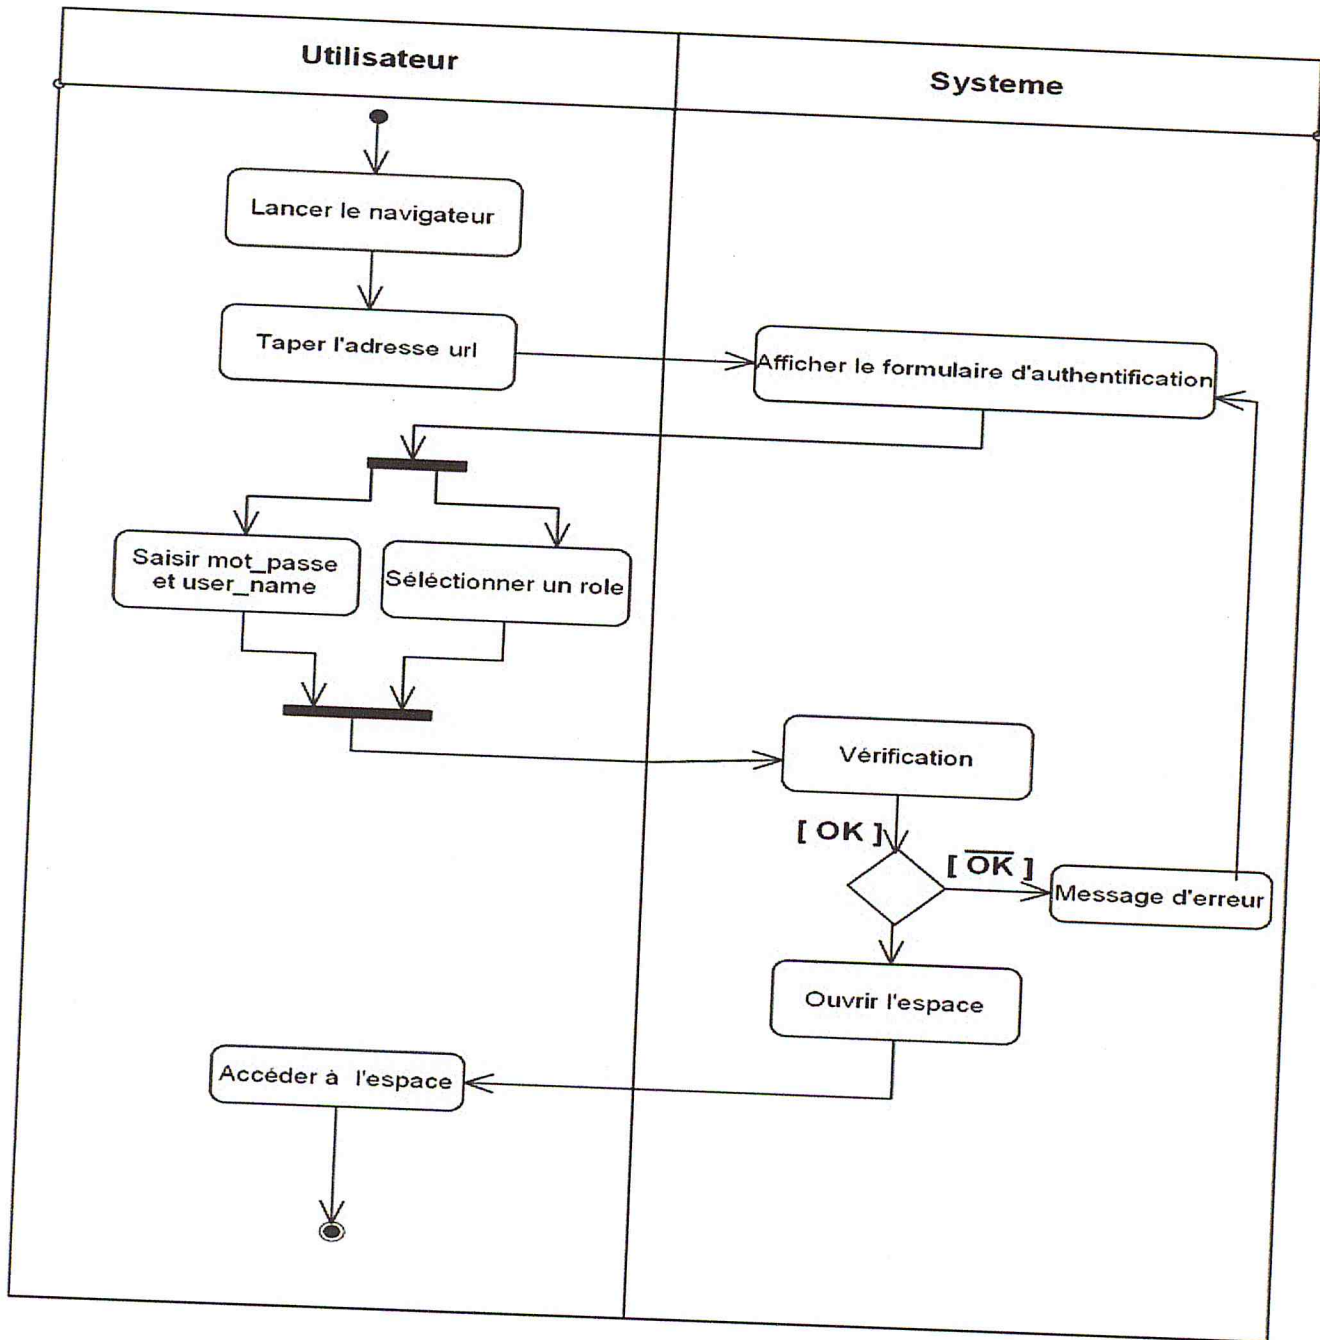 Utilisateur
Systeme
Lancer le navigateur
Taper l'adresse url
Afficher le formulaire d'authentification
Saisir mot_passe
et user_name
Séléctionner un role
Vérification
[ OK ]
[ O̅K̅ ]
Message d'erreur
Ouvrir l'espace
Accéder à l'espace